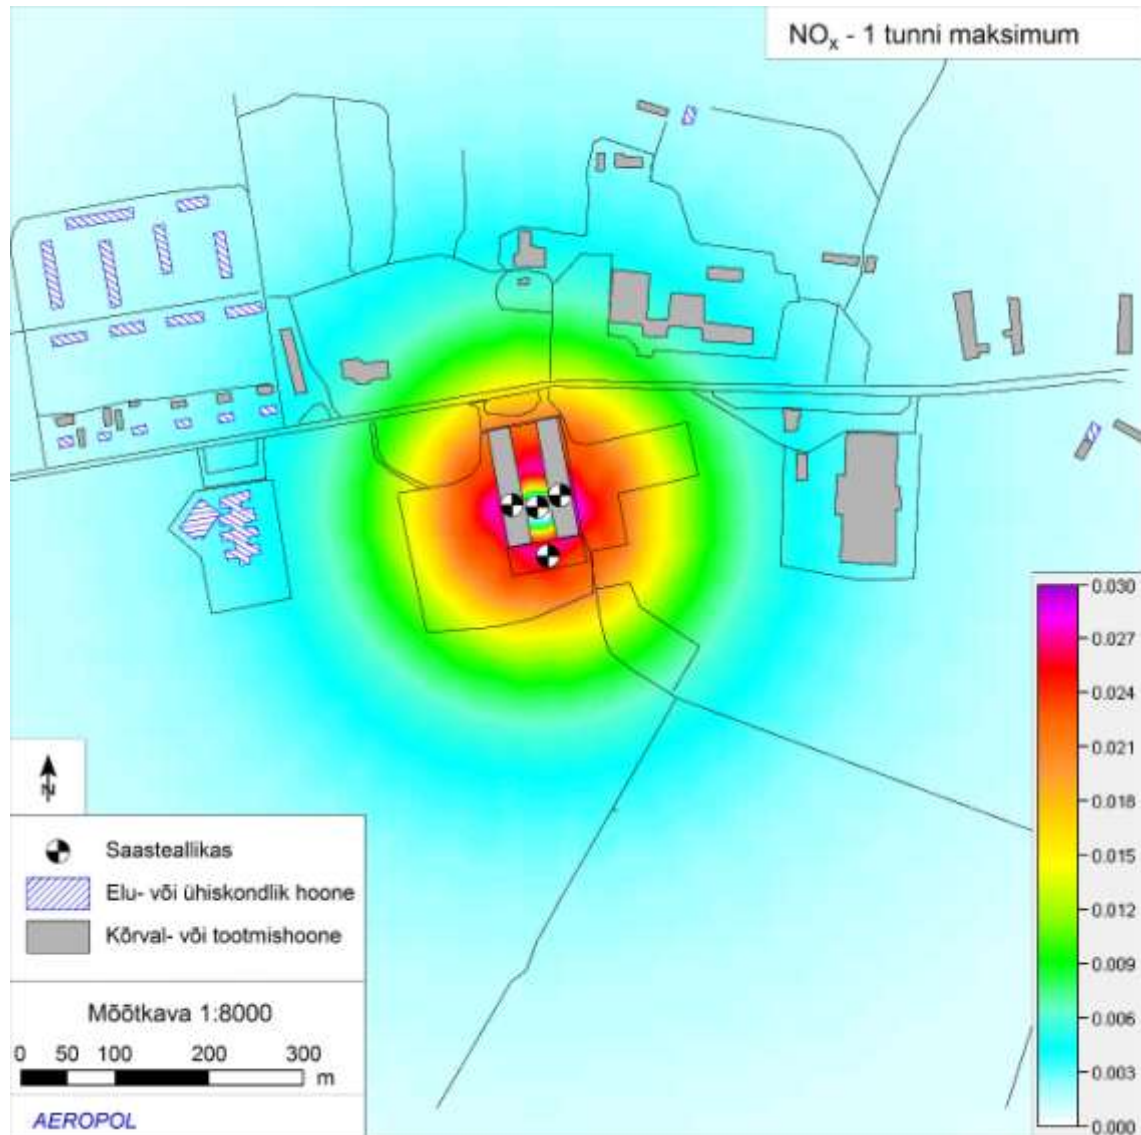 NOx - 1 tunni maksimum
N
Saasteallikas
Elu- või ühiskondlik hoone
Kõrval- või tootmishoone
Mõõtkava 1:8000
0 50 100 200 300
m
AEROPOL
0.030
0.027
0.024
0.021
0.018
0.015
0.012
0.009
0.006
0.003
0.000